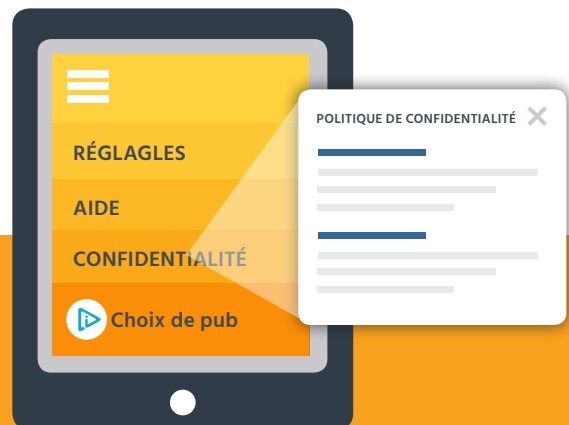 RÉGLAGLES
AIDE
CONFIDENTIALITÉ
Choix de pub
POLITIQUE DE CONFIDENTIALITÉ